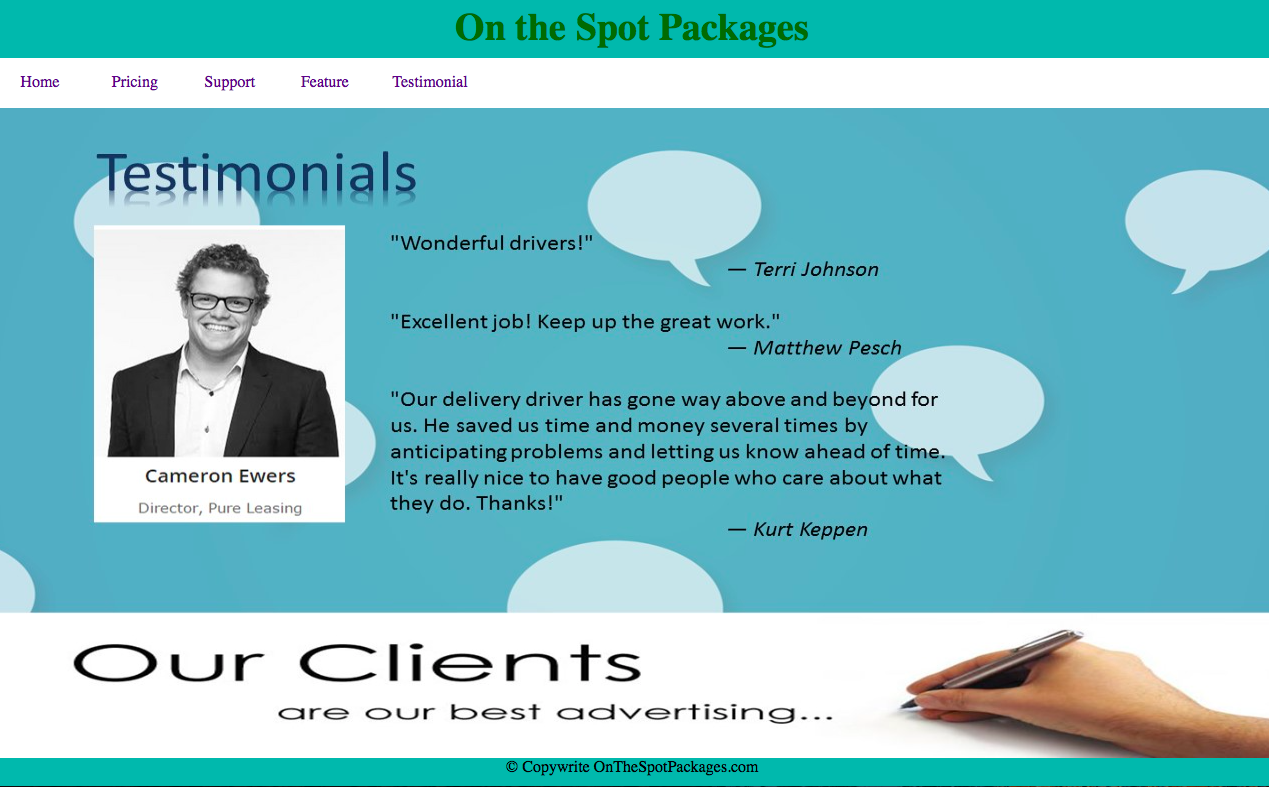 On the Spot Packages
Home Pricing Support Feature Testimonial
Testimonials
"Wonderful drivers!"
— Terri Johnson
"Excellent job! Keep up the great work."
— Matthew Pesch
"Our delivery driver has gone way above and beyond for
us. He saved us time and money several times by
anticipating problems and letting us know ahead of time.
It's really nice to have good people who care about what
they do. Thanks!"
— Kurt Keppen
Cameron Ewers
Director, Pure Leasing
Our Clients
are our best advertising...
© Copywrite OnTheSpotPackages.com